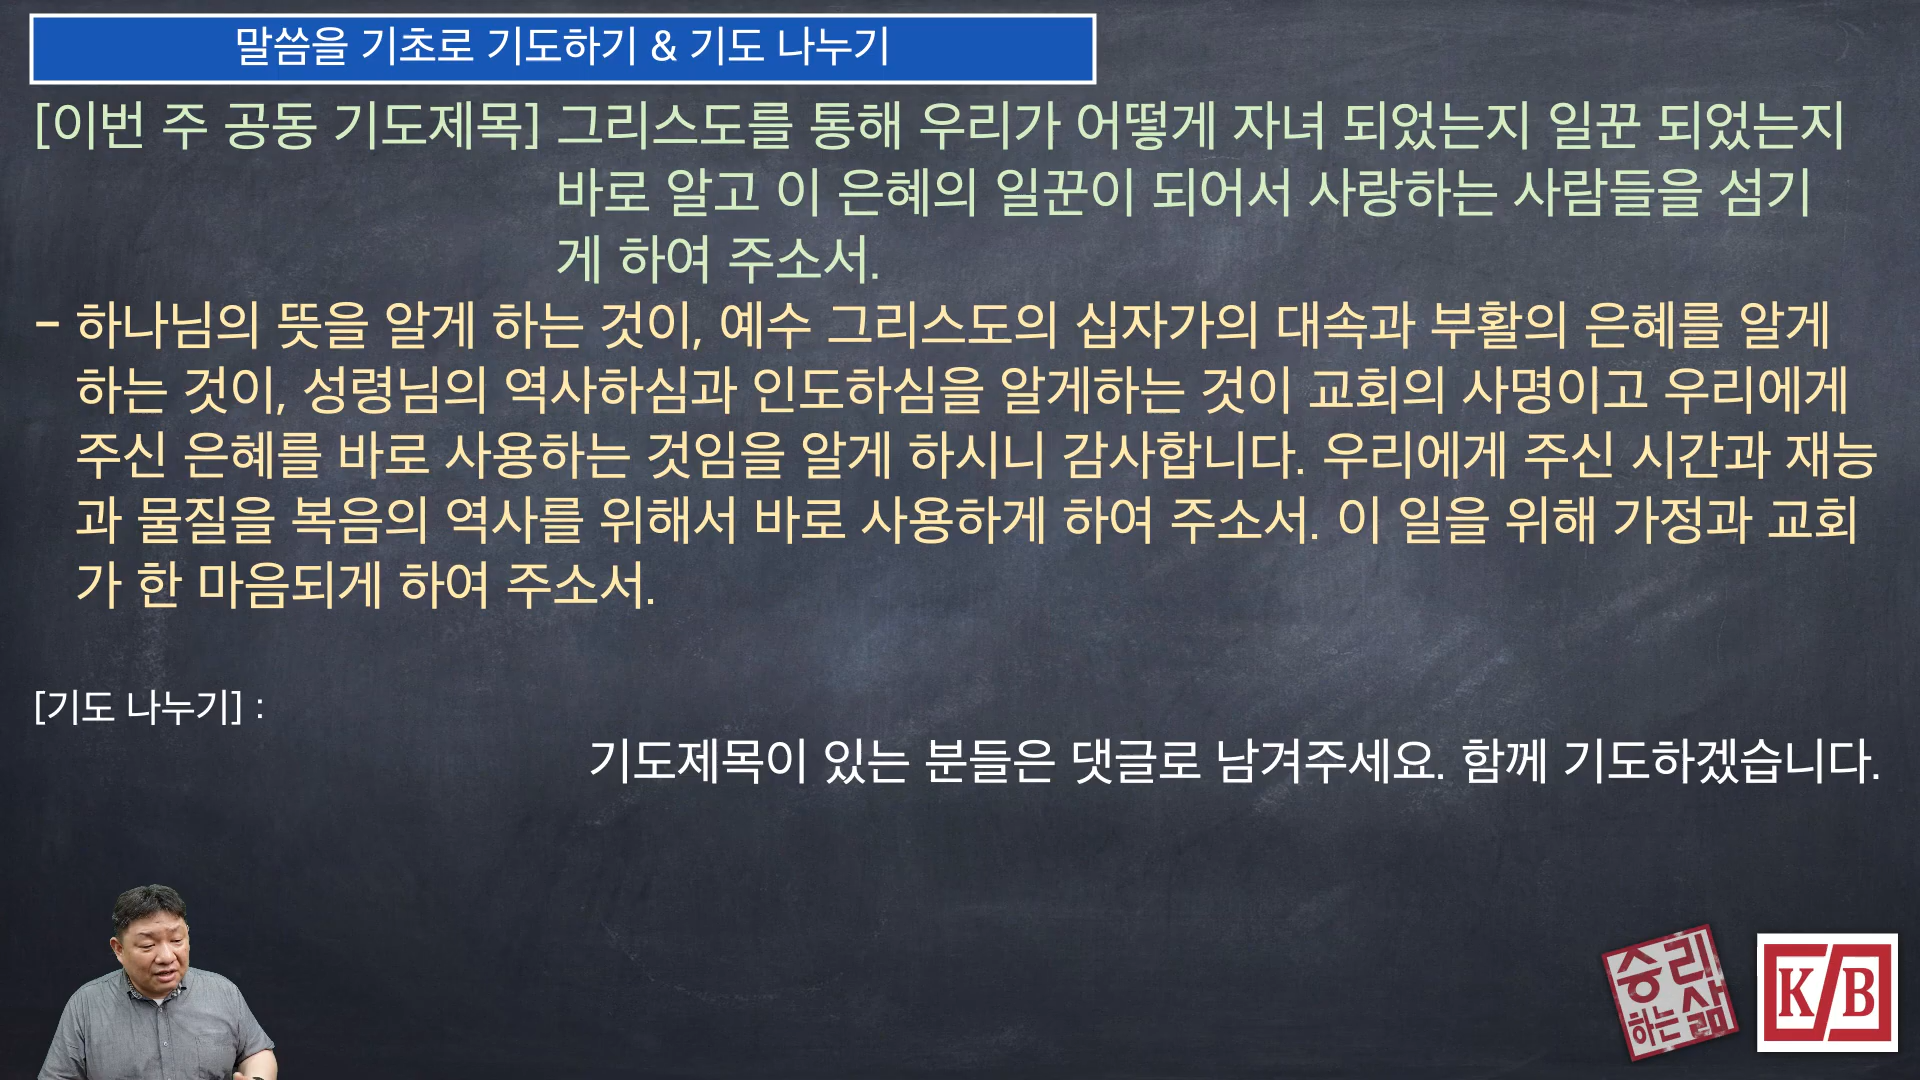 말씀을 기초로 기도하기 & 기도 나누기
[이번 주 공동 기도제목] 그리스도를 통해 우리가 어떻게 자녀 되었는지 일꾼 되었는지
바로 알고 이 은혜의 일꾼이 되어서 사랑하는 사람들을 섬기
게 하여 주소서.
- 하나님의 뜻을 알게 하는 것이, 예수 그리스도의 십자가의 대속과 부활의 은혜를 알게
하는 것이, 성령님의 역사하심과 인도하심을 알게하는 것이 교회의 사명이고 우리에게
주신 은혜를 바로 사용하는 것임을 알게 하시니 감사합니다. 우리에게 주신 시간과 재능
과 물질을 복음의 역사를 위해서 바로 사용하게 하여 주소서. 이 일을 위해 가정과 교회
가 한 마음되게 하여 주소서.
[기도 나누기] :
기도제목이 있는 분들은 댓글로 남겨주세요. 함께 기도하겠습니다.
승리
하는 삶
K/B